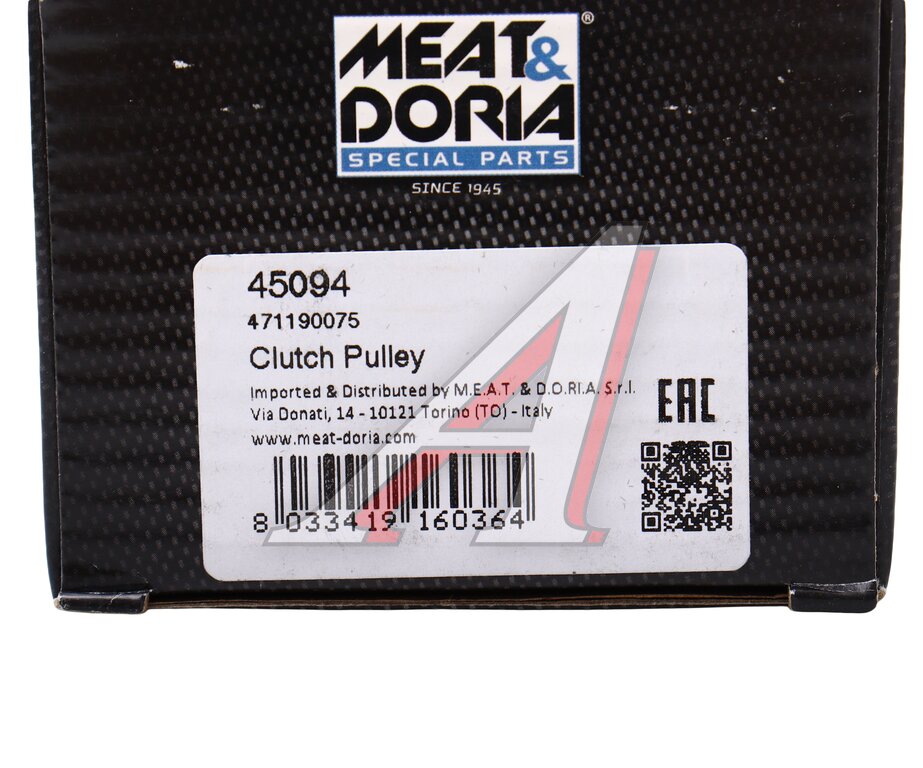 MEAT&
DORIA
®
SPECIAL PARTS
SINCE 1945
45094
471190075
Clutch Pulley
Imported & Distributed by M.E.A.T. & D.O.R.I.A. S.r.l.
Via Donati, 14 - 10121 Torino (TO) - Italy
www.meat-doria.com
EAC
8 033419 160364